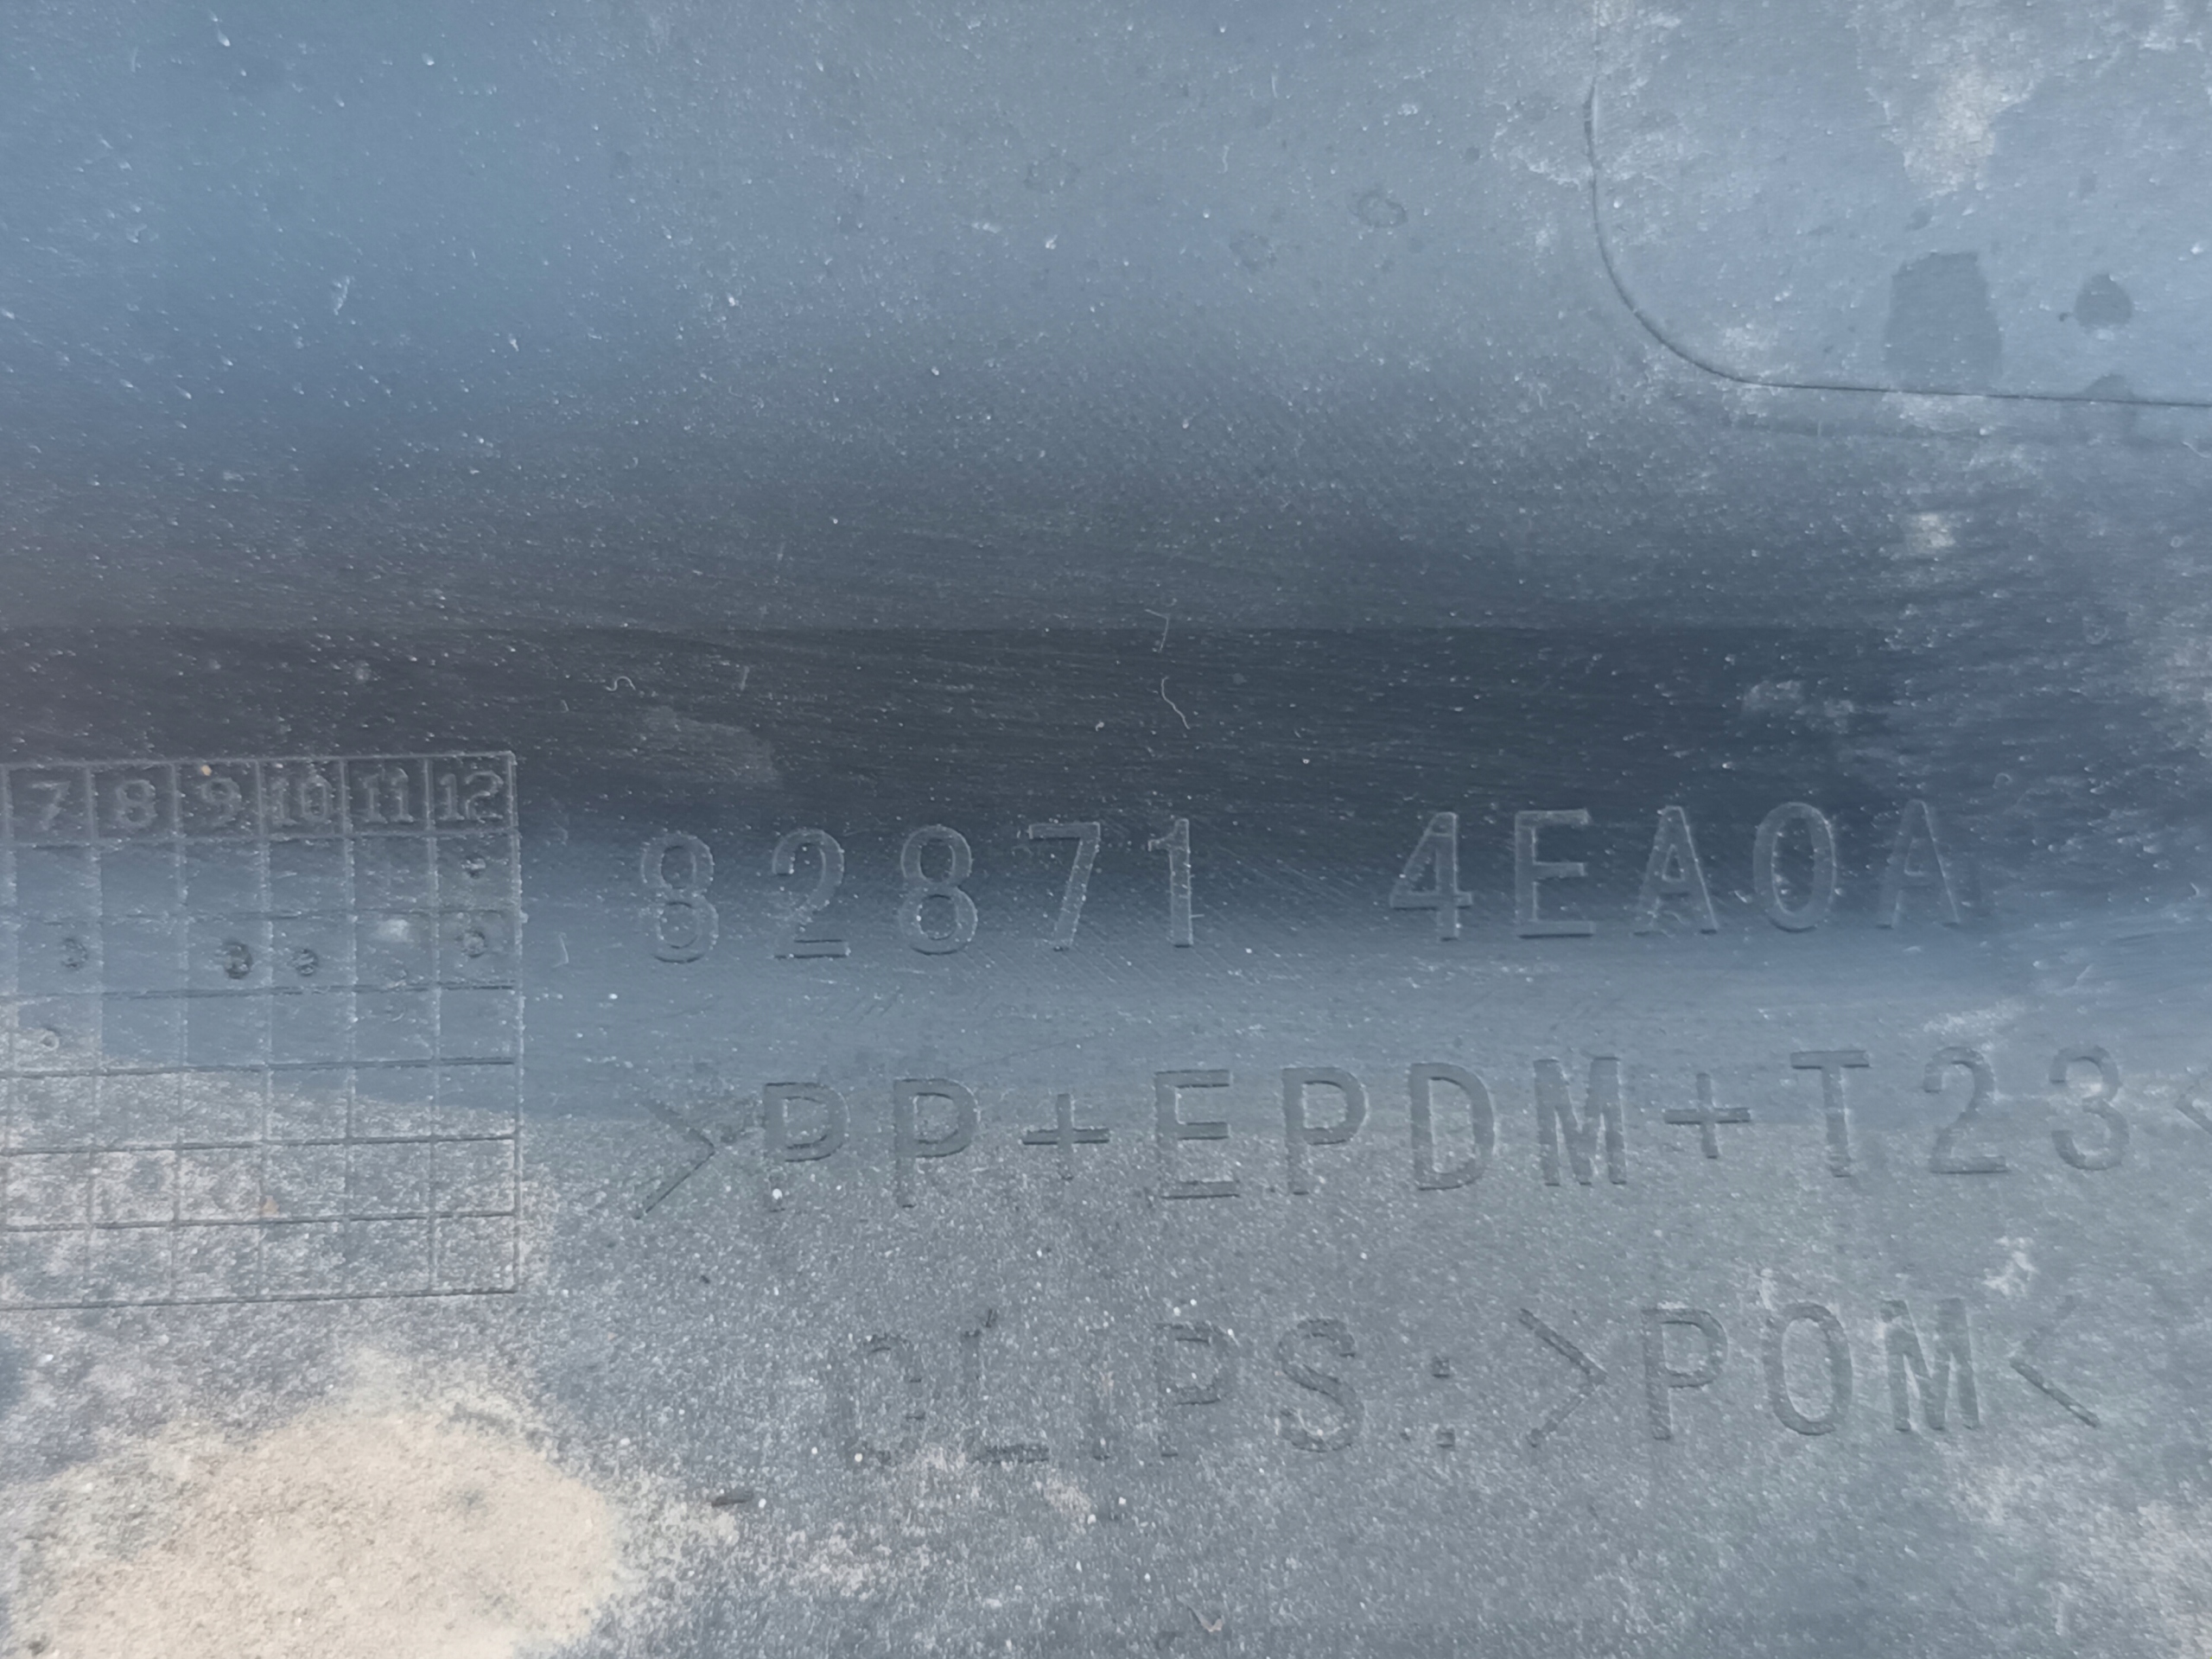 7 8 9 10 11 12
82871 4EA0A
>PP+EPDM+T23<
CLIPS:>POM<